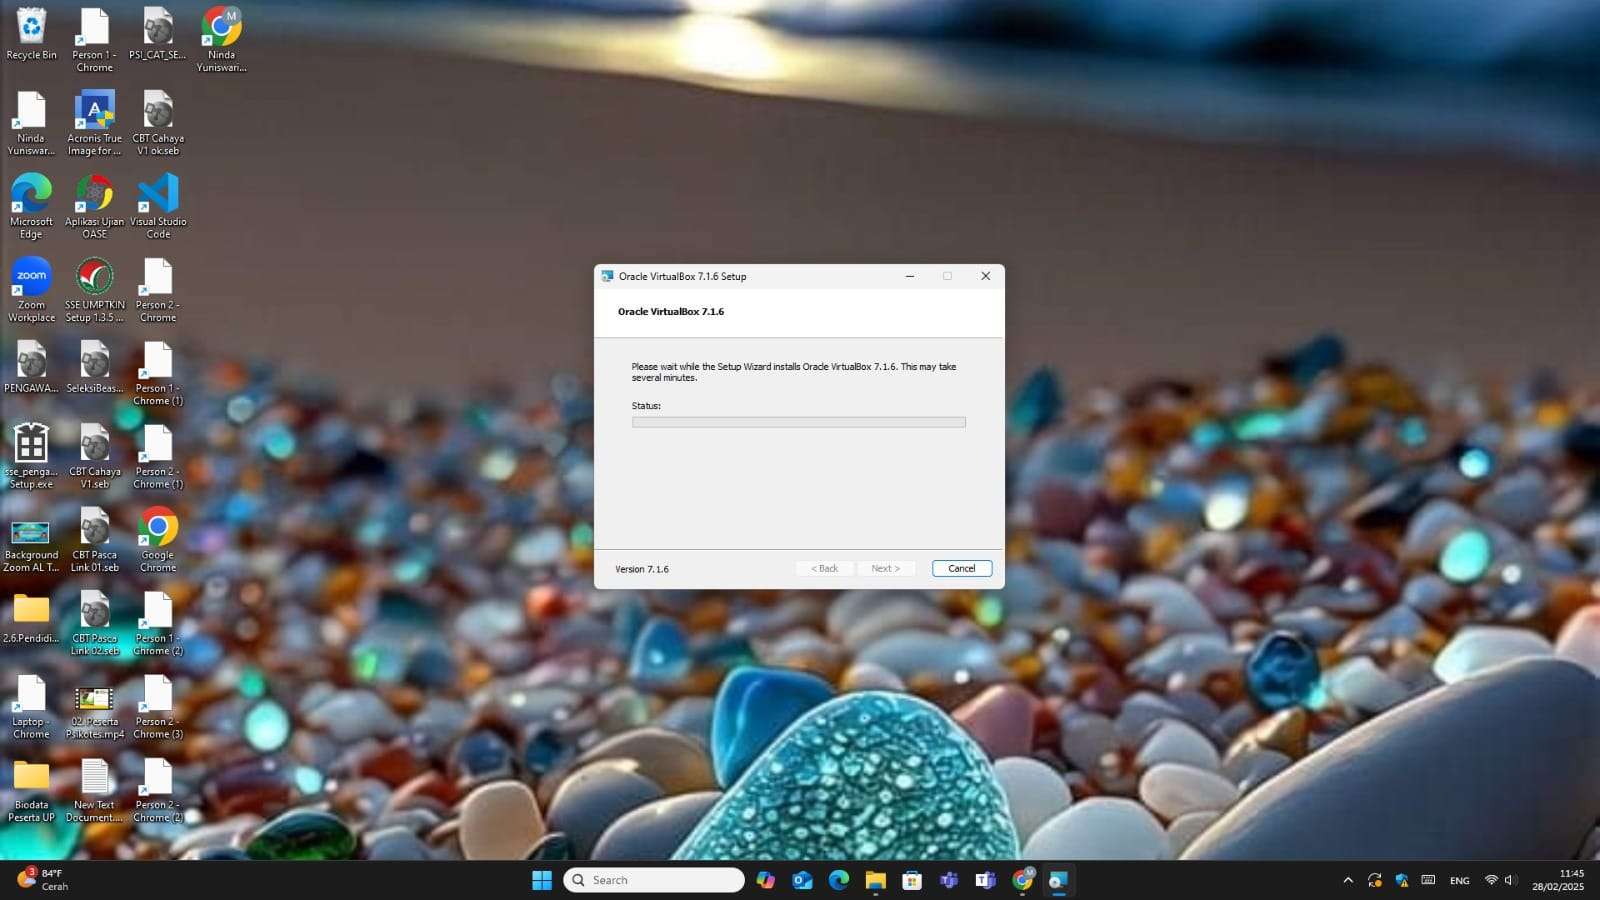 Recycle Bin
Person 1 -
Chrome
PSI_CAT_SE...
M
Ninda
Yuniswari...
Ninda
Yuniswar...
A
Acronis True
Image for ...
CBT Cahaya
V1 ok.seb
Microsoft
Edge
Aplikasi Ujian
OASE
Visual Studio
Code
zoom
Zoom
Workplace
SSE UMPTKIN
Setup 1.3.5 ...
Person 2 -
Chrome
PENGAWA...
SeleksiBeas...
Person 1 -
Chrome (1)
sse_penga...
Setup.exe
CBT Cahaya
V1.seb
Person 2 -
Chrome (1)
Background
Zoom AL T...
CBT Pasca
Link 01.seb
Google
Chrome
2.6.Pendidi...
CBT Pasca
Link 02.seb
Person 1 -
Chrome (2)
Laptop -
Chrome
02. Peserta
Psikotes.mp4
Person 2 -
Chrome (3)
Biodata
Peserta UP
New Text
Document....
Person 2 -
Chrome (2)
Oracle VirtualBox 7.1.6 Setup
Oracle VirtualBox 7.1.6
Please wait while the Setup Wizard installs Oracle VirtualBox 7.1.6. This may take
several minutes.
Status:
Version 7.1.6
< Back
Next >
Cancel
3
84°F
Cerah
Search
M
ENG
11:45
28/02/2025